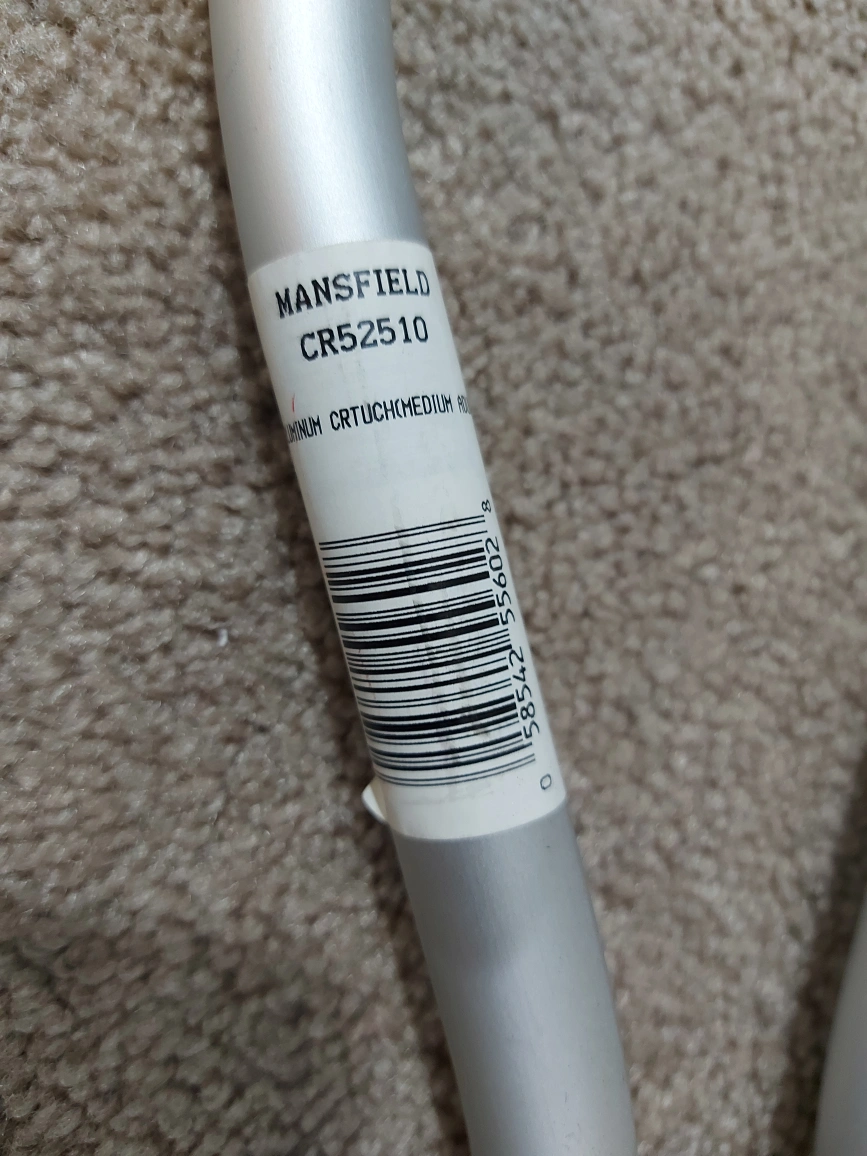 MANSFIELD
CR52510
CRTUCH(MEDIUM
0 58542 55602 8